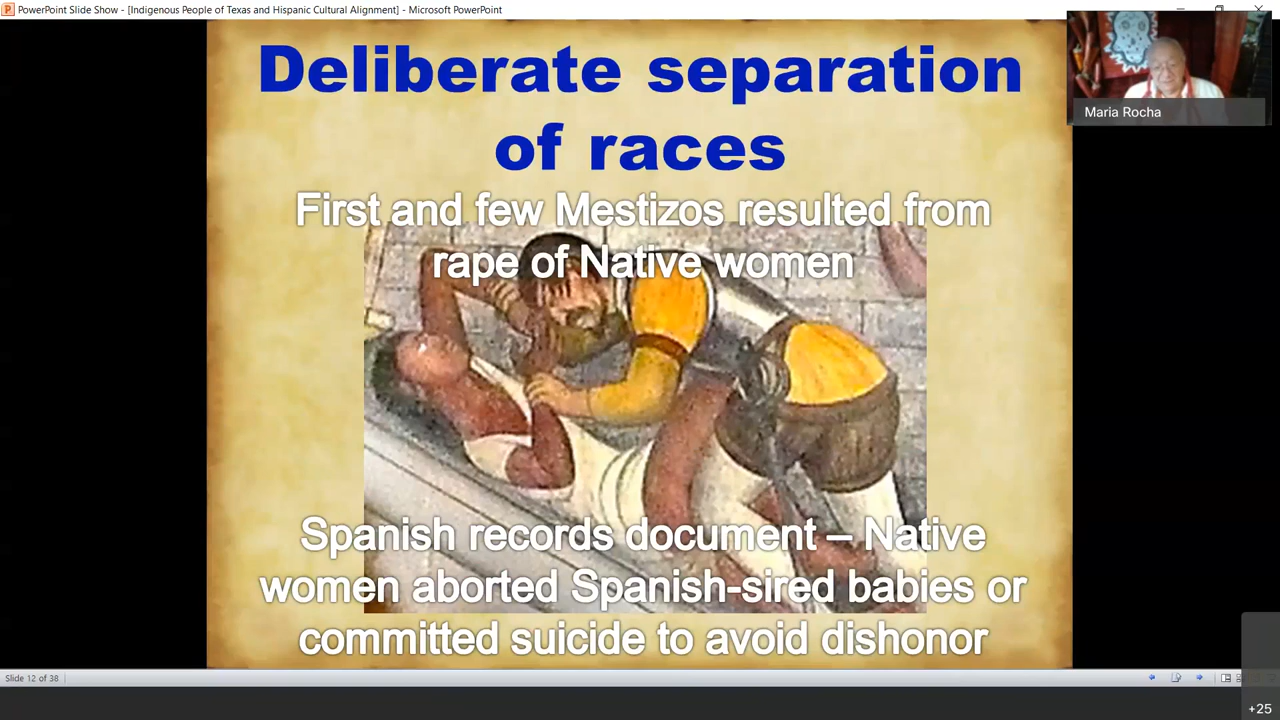 PowerPoint Slide Show - [Indigenous People of Texas and Hispanic Cultural Alignment] - Microsoft PowerPoint
Deliberate separation
of races
Maria Rocha
First and few Mestizos resulted from
rape of Native women
Spanish records document – Native
women aborted Spanish-sired babies or
committed suicide to avoid dishonor
Slide 12 of 38
+25